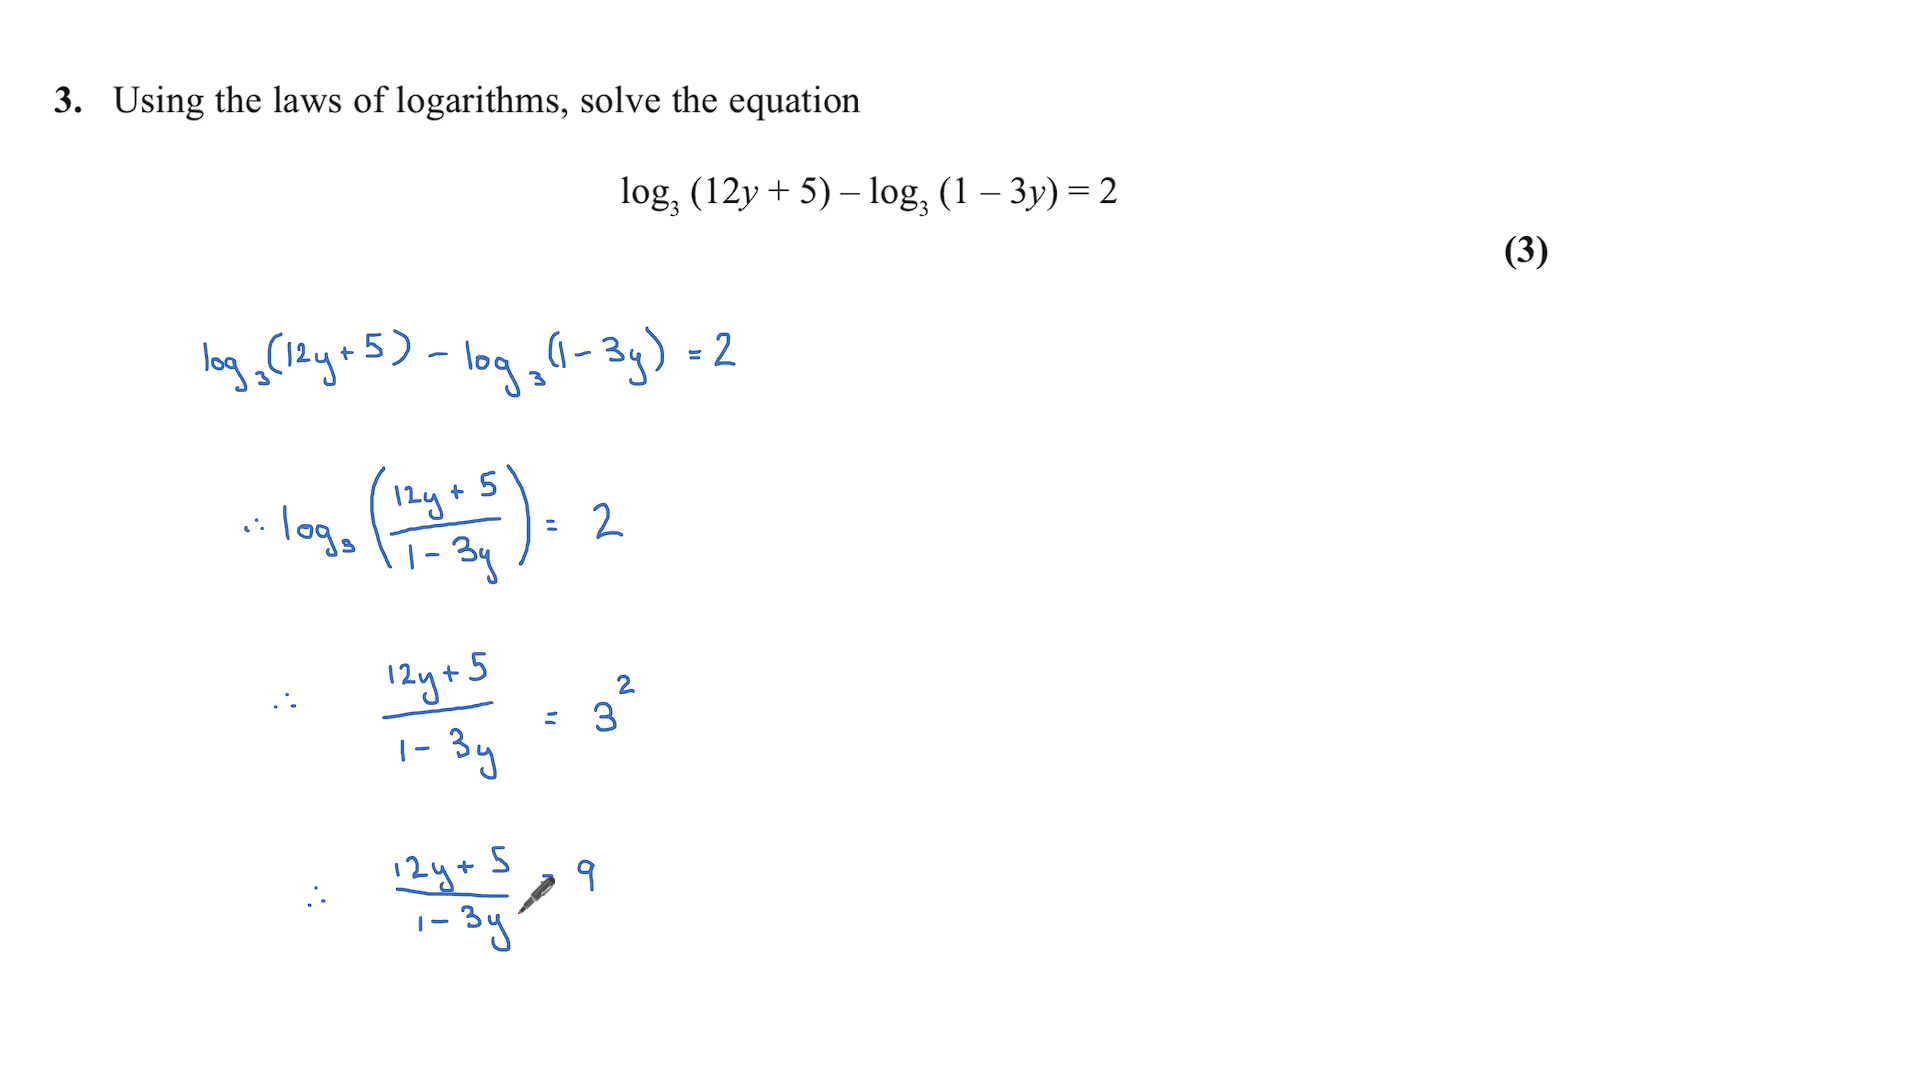 3. Using the laws of logarithms, solve the equation
log₃ (12y + 5) – log₃ (1 – 3y) = 2
(3)
log₃(12y + 5) – log₃(1 – 3y) = 2
∴ log₃ ((12y + 5)/(1 – 3y)) = 2
∴ (12y + 5)/(1 – 3y) = 3²
∴ (12y + 5)/(1 – 3y) = 9